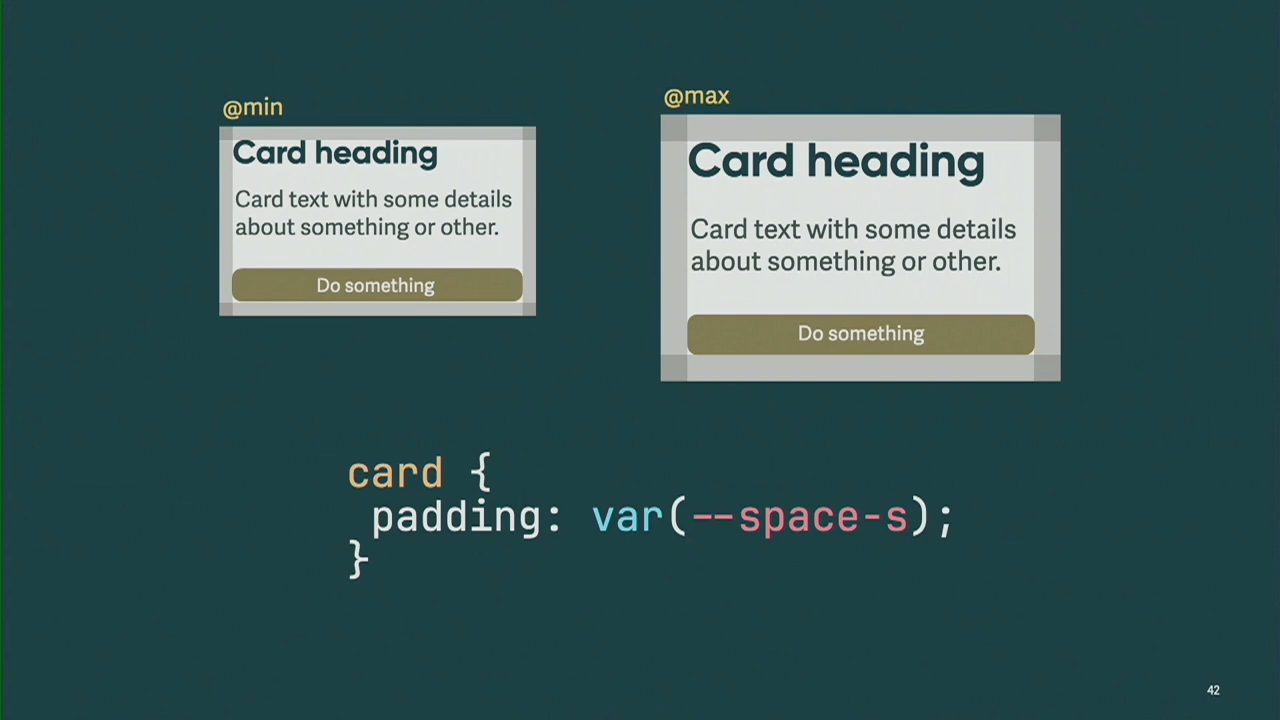 @min
Card heading
Card text with some details
about something or other.
Do something
@max
Card heading
Card text with some details
about something or other.
Do something
card {
padding: var(--space-s);
}
42